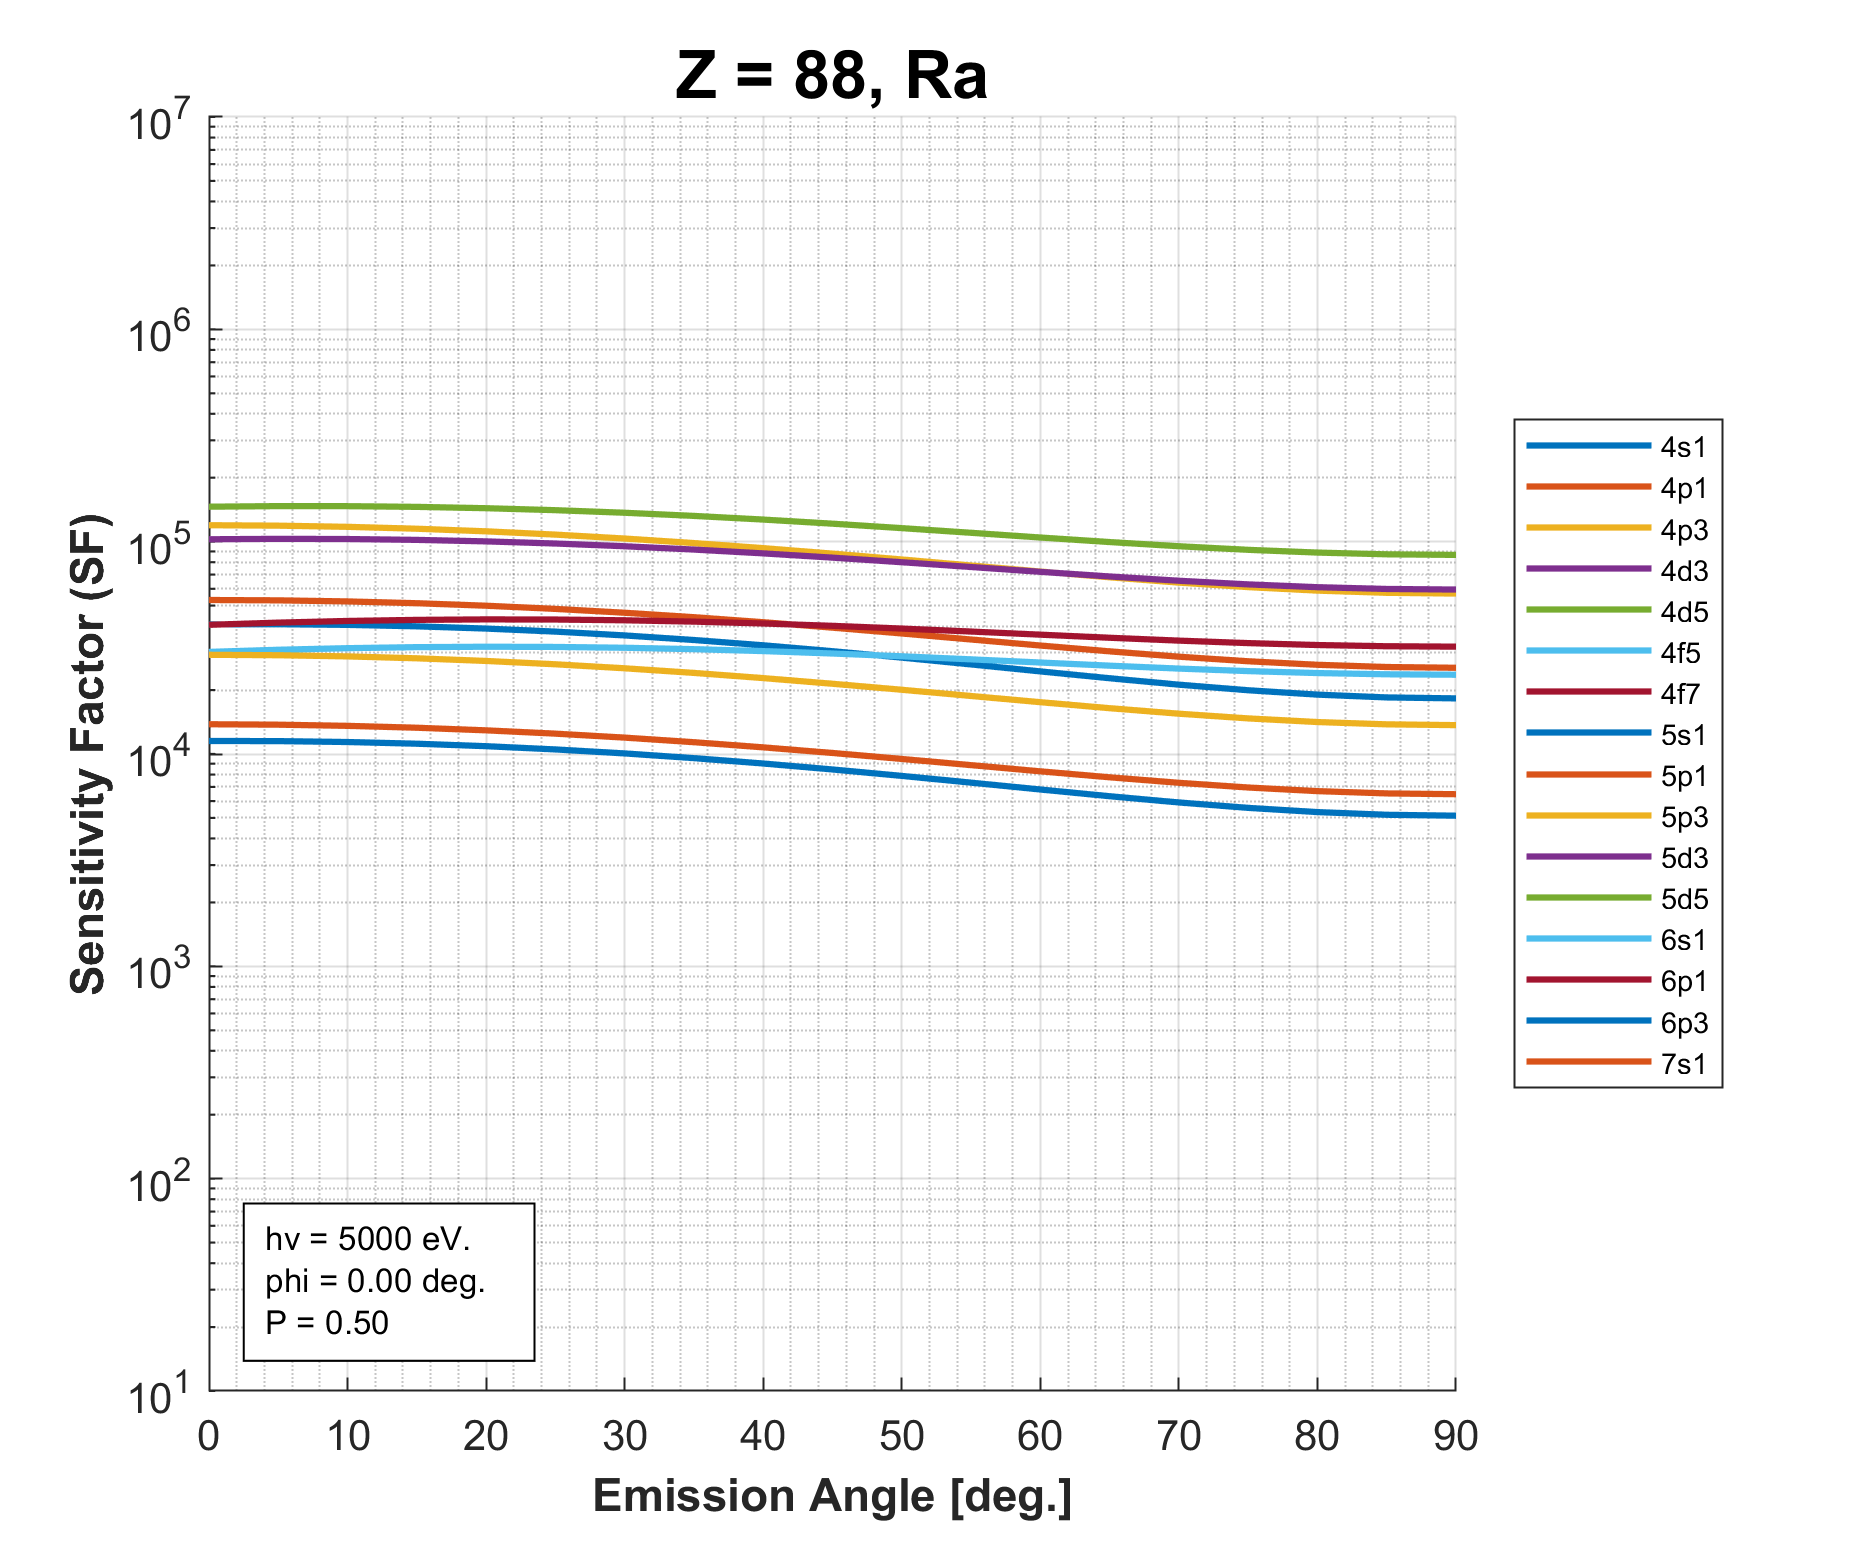 Z = 88, Ra
10^7
10^6
10^5
10^4
10^3
10^2
10^1
Sensitivity Factor (SF)
hv = 5000 eV.
phi = 0.00 deg.
P = 0.50
0 10 20 30 40 50 60 70 80 90
Emission Angle [deg.]
4s1
4p1
4p3
4d3
4d5
4f5
4f7
5s1
5p1
5p3
5d3
5d5
6s1
6p1
6p3
7s1